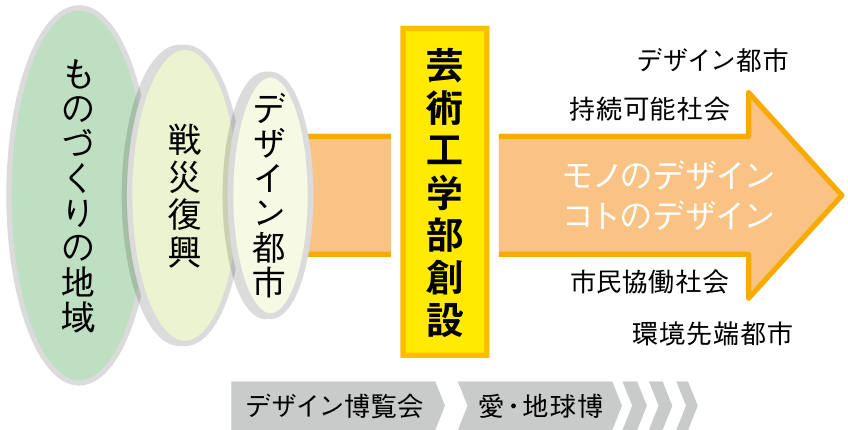 ものづくりの地域
戦災復興
デザイン都市
芸術工学部創設
デザイン都市
持続可能社会
モノのデザイン
コトのデザイン
市民協働社会
環境先端都市
デザイン博覧会
愛・地球博